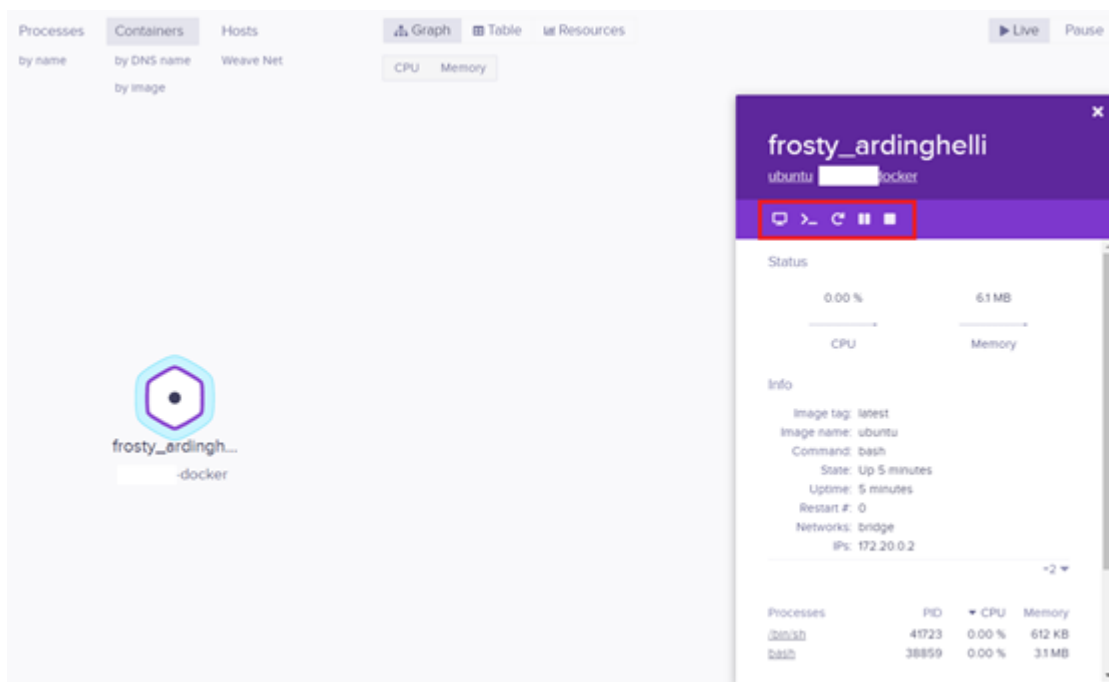 Processes Containers Hosts Graph Table Resources Live Pause
by name by DNS name Weave Net CPU Memory
by image
frosty_ardinghelli
ubuntu docker
Status
0.00 % 6.1 MB
CPU Memory
Info
Image tag: latest
Image name: ubuntu
Command: bash
State: Up 5 minutes
Uptime: 5 minutes
Restart #: 0
Networks: bridge
IPs: 172.20.0.2
+2
Processes PID CPU Memory
/bin/sh 41723 0.00 % 612 KB
bash 38859 0.00 % 3.1 MB
frosty_ardingh...
-docker